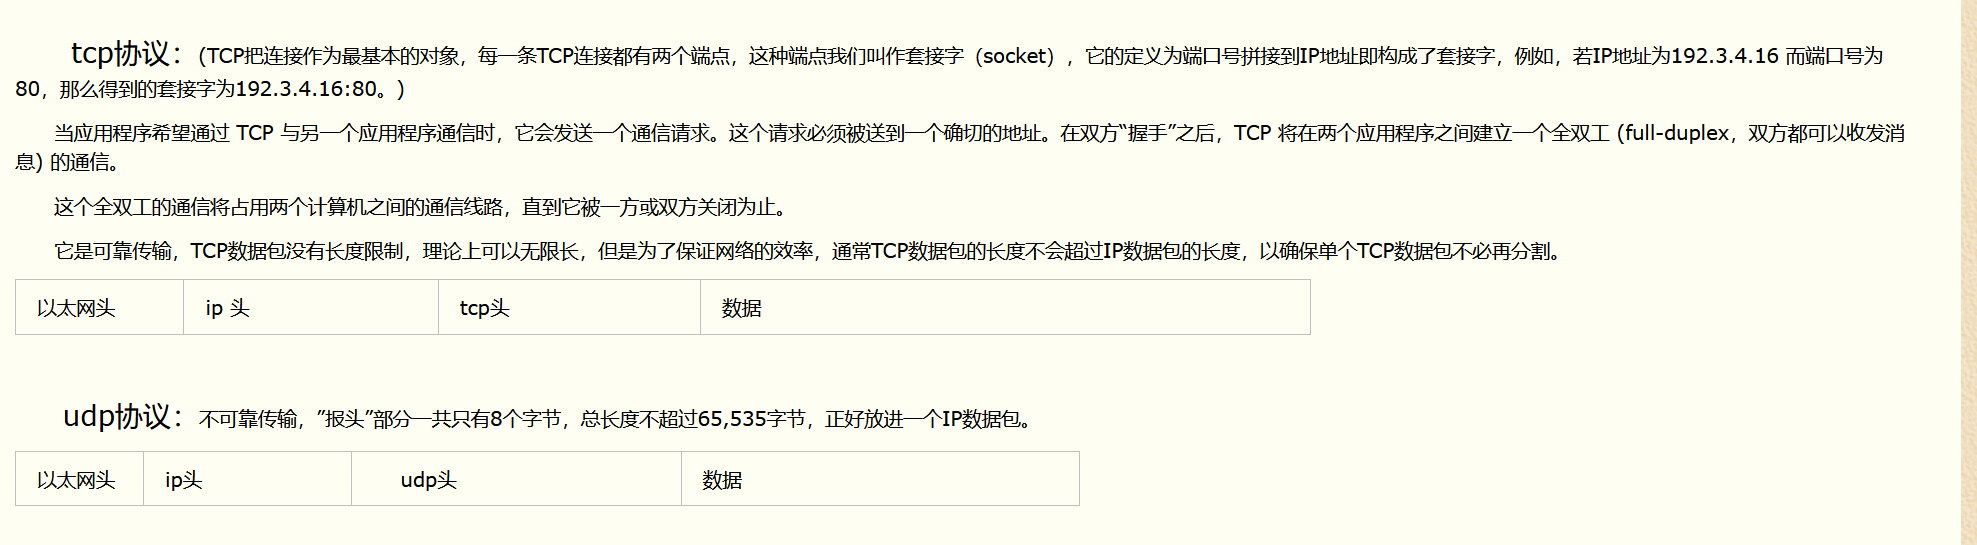 tcp协议：(TCP把连接作为最基本的对象，每一条TCP连接都有两个端点，这种端点我们叫作套接字（socket），它的定义为端口号拼接到IP地址即构成了套接字，例如，若IP地址为192.3.4.16 而端口号为
80，那么得到的套接字为192.3.4.16:80。)
当应用程序希望通过 TCP 与另一个应用程序通信时，它会发送一个通信请求。这个请求必须被送到一个确切的地址。在双方“握手”之后，TCP 将在两个应用程序之间建立一个全双工 (full-duplex，双方都可以收发消
息) 的通信。
这个全双工的通信将占用两个计算机之间的通信线路，直到它被一方或双方关闭为止。
它是可靠传输，TCP数据包没有长度限制，理论上可以无限长，但是为了保证网络的效率，通常TCP数据包的长度不会超过IP数据包的长度，以确保单个TCP数据包不必再分割。
以太网头 ip 头 tcp头 数据
udp协议：不可靠传输，”报头”部分一共只有8个字节，总长度不超过65,535字节，正好放进一个IP数据包。
以太网头 ip头 udp头 数据